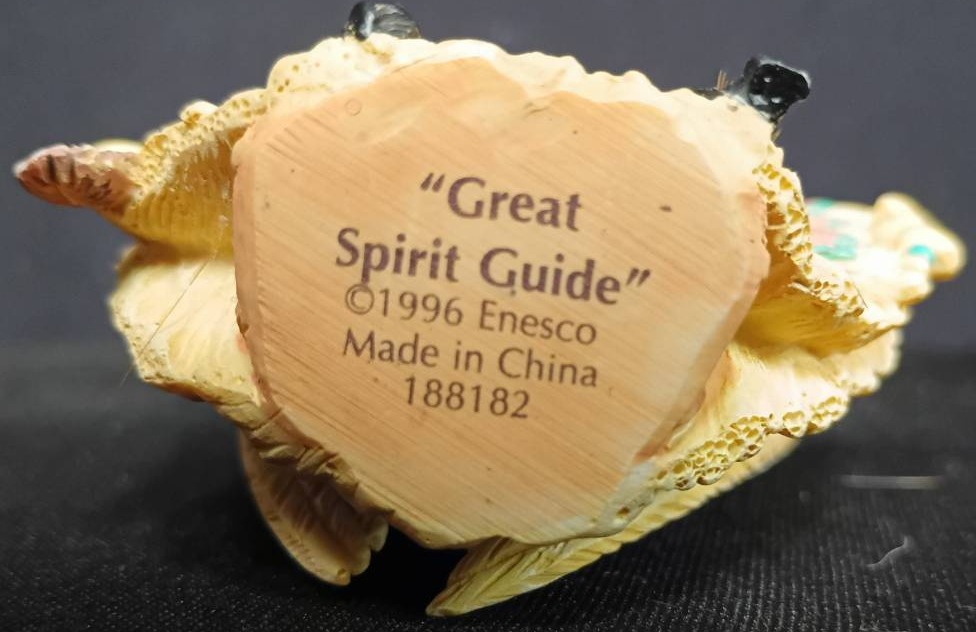 “Great
Spirit Guide”
©1996 Enesco
Made in China
188182